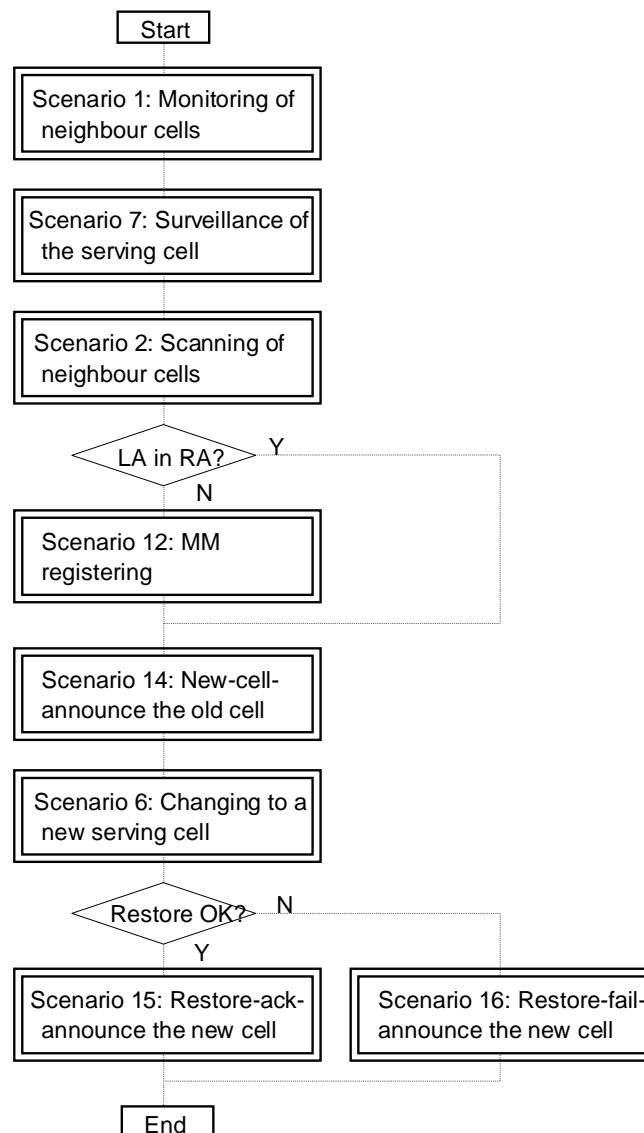 Start
Scenario 1: Monitoring of
neighbour cells
Scenario 7: Surveillance of
the serving cell
Scenario 2: Scanning of
neighbour cells
LA in RA?
Y
N
Scenario 12: MM
registering
Scenario 14: New-cell-
announce the old cell
Scenario 6: Changing to a
new serving cell
Restore OK?
N
Y
Scenario 15: Restore-ack-
announce the new cell
Scenario 16: Restore-fail-
announce the new cell
End